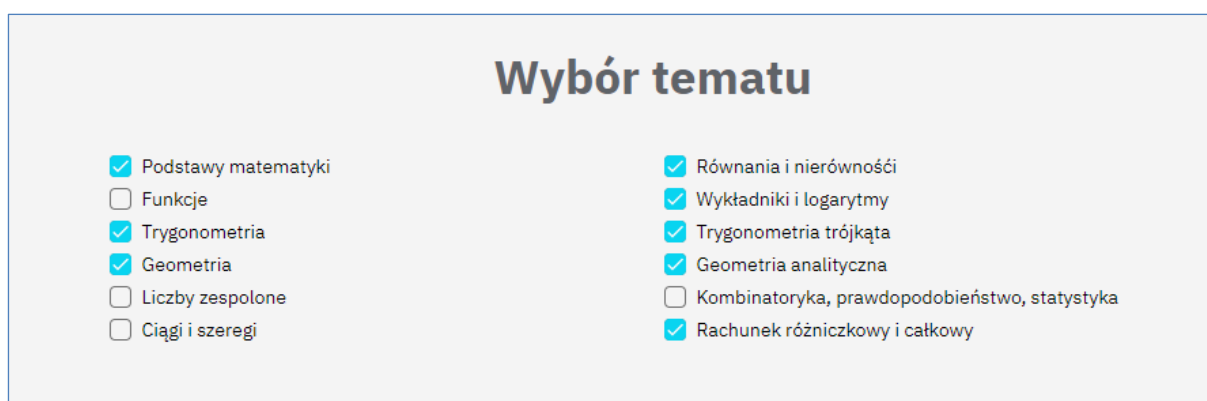 Wybór tematu
Podstawy matematyki
Funkcje
Trygonometria
Geometria
Liczby zespolone
Ciągi i szeregi
Równania i nierównośći
Wykładniki i logarytmy
Trygonometria trójkąta
Geometria analityczna
Kombinatoryka, prawdopodobieństwo, statystyka
Rachunek różniczkowy i całkowy